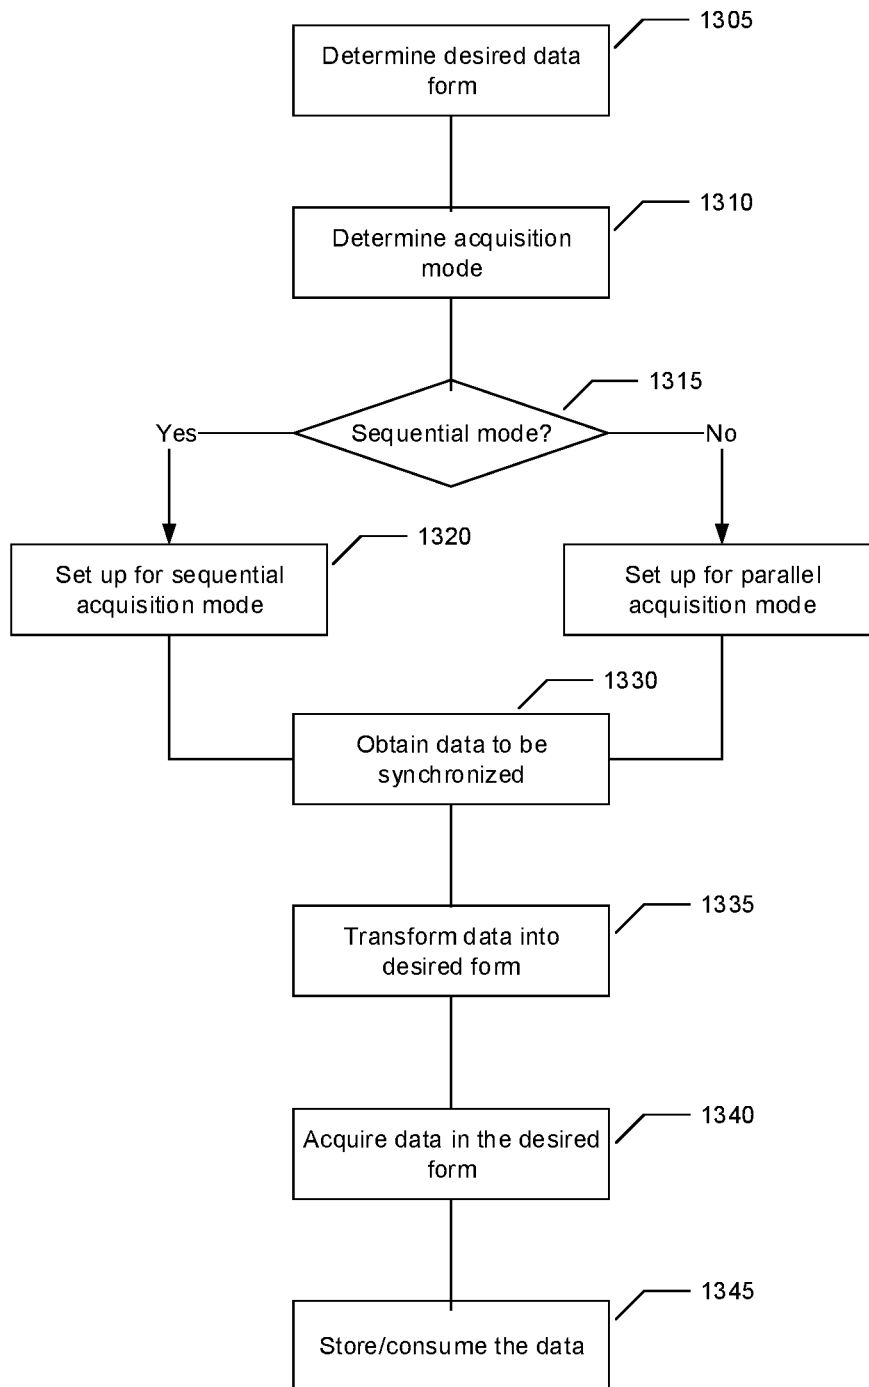 1305
Determine desired data
form
1310
Determine acquisition
mode
1315
Sequential mode?
Yes
No
1320
Set up for sequential
acquisition mode
Set up for parallel
acquisition mode
1330
Obtain data to be
synchronized
1335
Transform data into
desired form
1340
Acquire data in the desired
form
1345
Store/consume the data